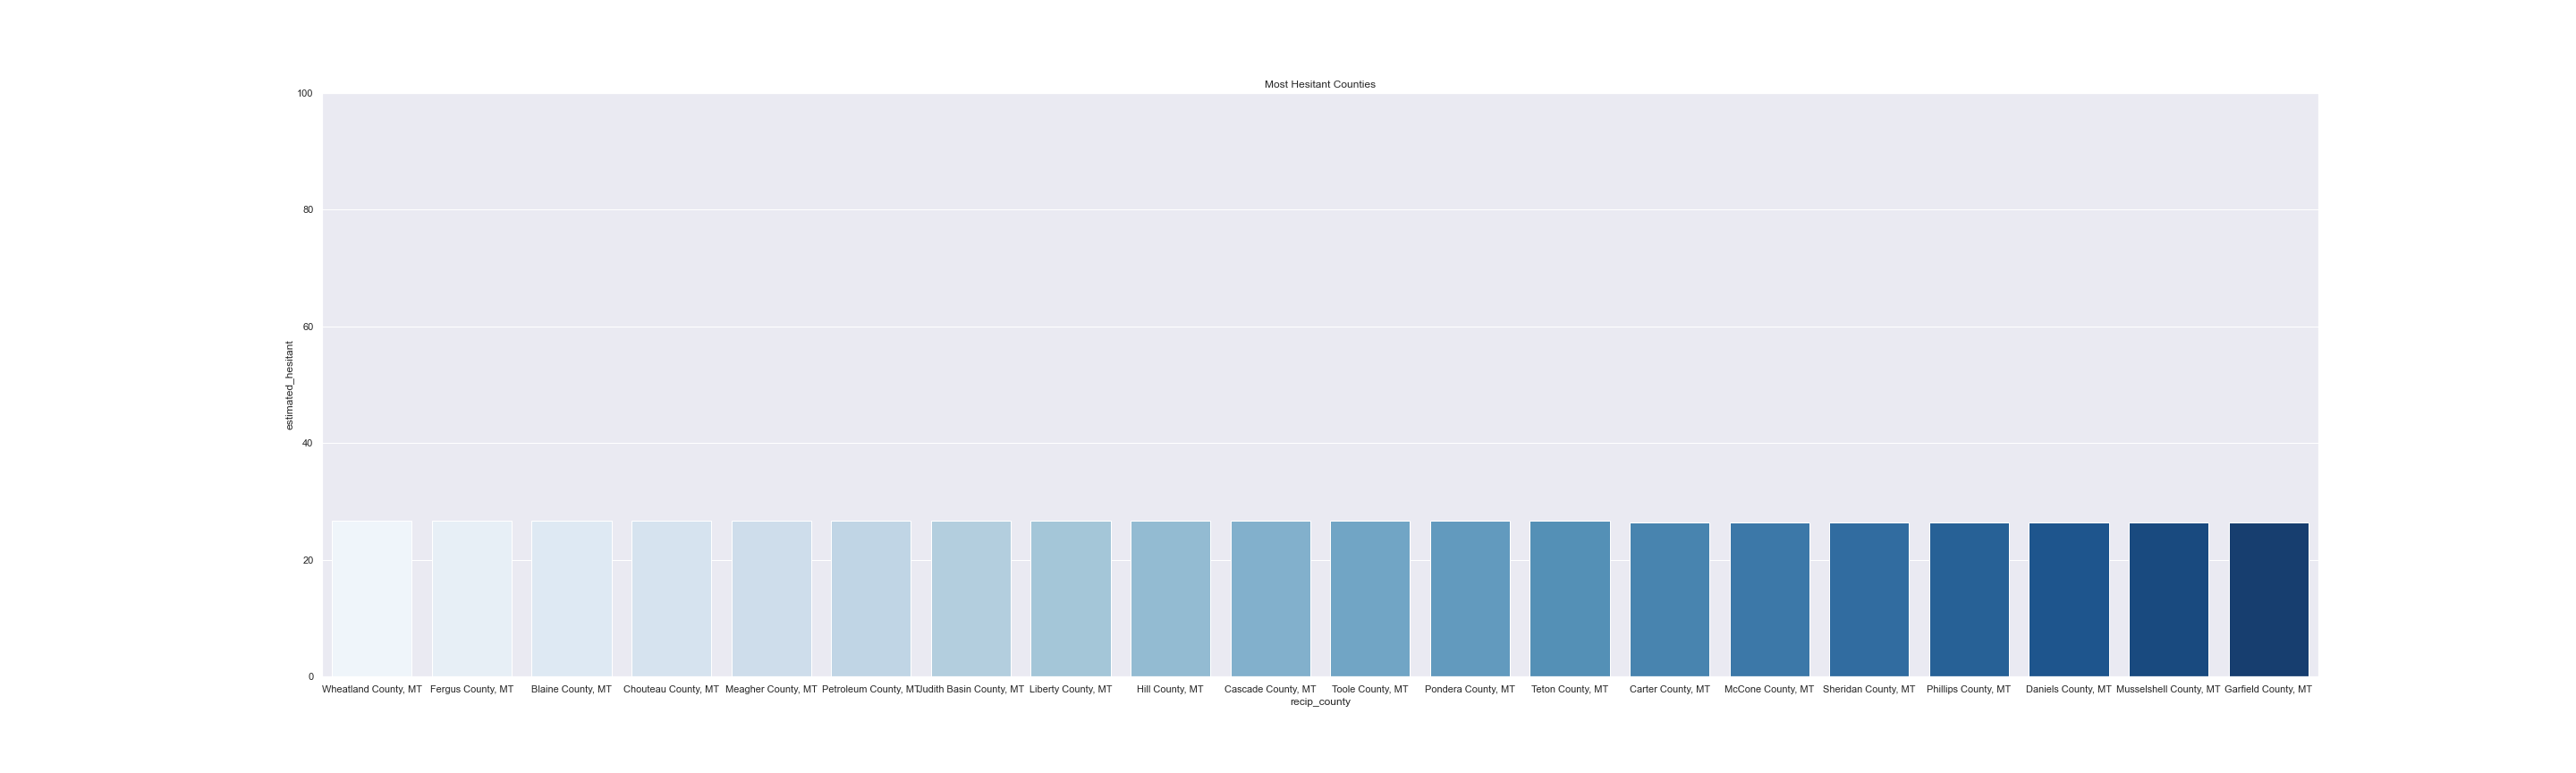 Most Hesitant Counties
100
80
60
40
20
0
estimated_hesitant
Wheatland County, MT Fergus County, MT Blaine County, MT Chouteau County, MT Meagher County, MT Petroleum County, MT Judith Basin County, MT Liberty County, MT Hill County, MT Cascade County, MT Toole County, MT Pondera County, MT Teton County, MT Carter County, MT McCone County, MT Sheridan County, MT Phillips County, MT Daniels County, MT Musselshell County, MT Garfield County, MT
recip_county